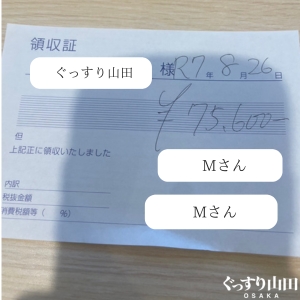 領収証
ぐっすり山田 様 R7年8月26日
¥75,600-
但
上記正に領収いたしました
Mさん
内訳
税抜金額
消費税額等( %)
Mさん
ぐっすり山田
OSAKA